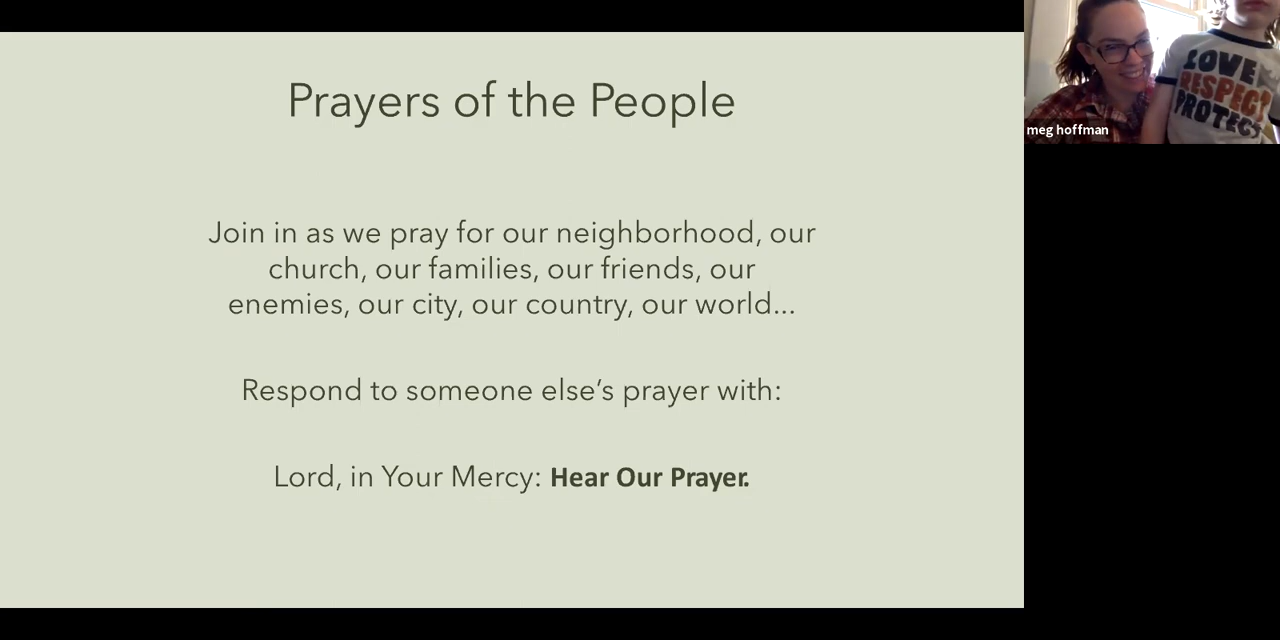 Prayers of the People
Join in as we pray for our neighborhood, our
church, our families, our friends, our
enemies, our city, our country, our world...
Respond to someone else’s prayer with:
Lord, in Your Mercy: Hear Our Prayer.
meg hoffman
LOVE
RESPECT
PROTECT